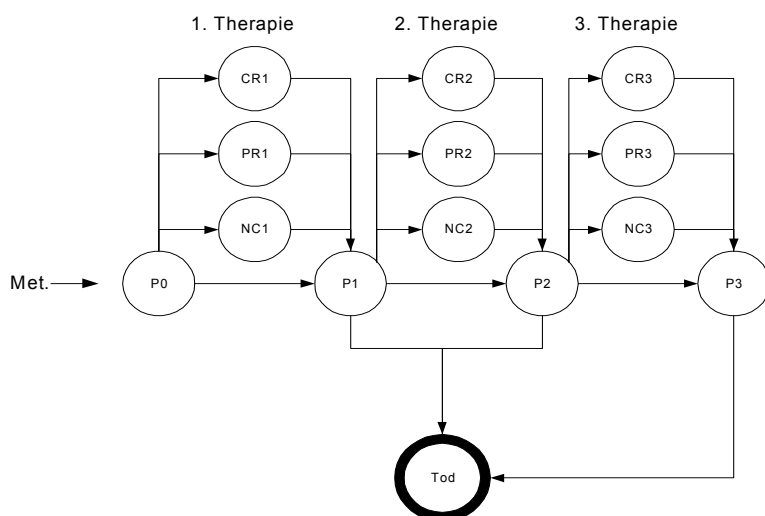 1. Therapie 2. Therapie 3. Therapie
CR1 CR2 CR3
PR1 PR2 PR3
NC1 NC2 NC3
Met. P0 P1 P2 P3
Tod